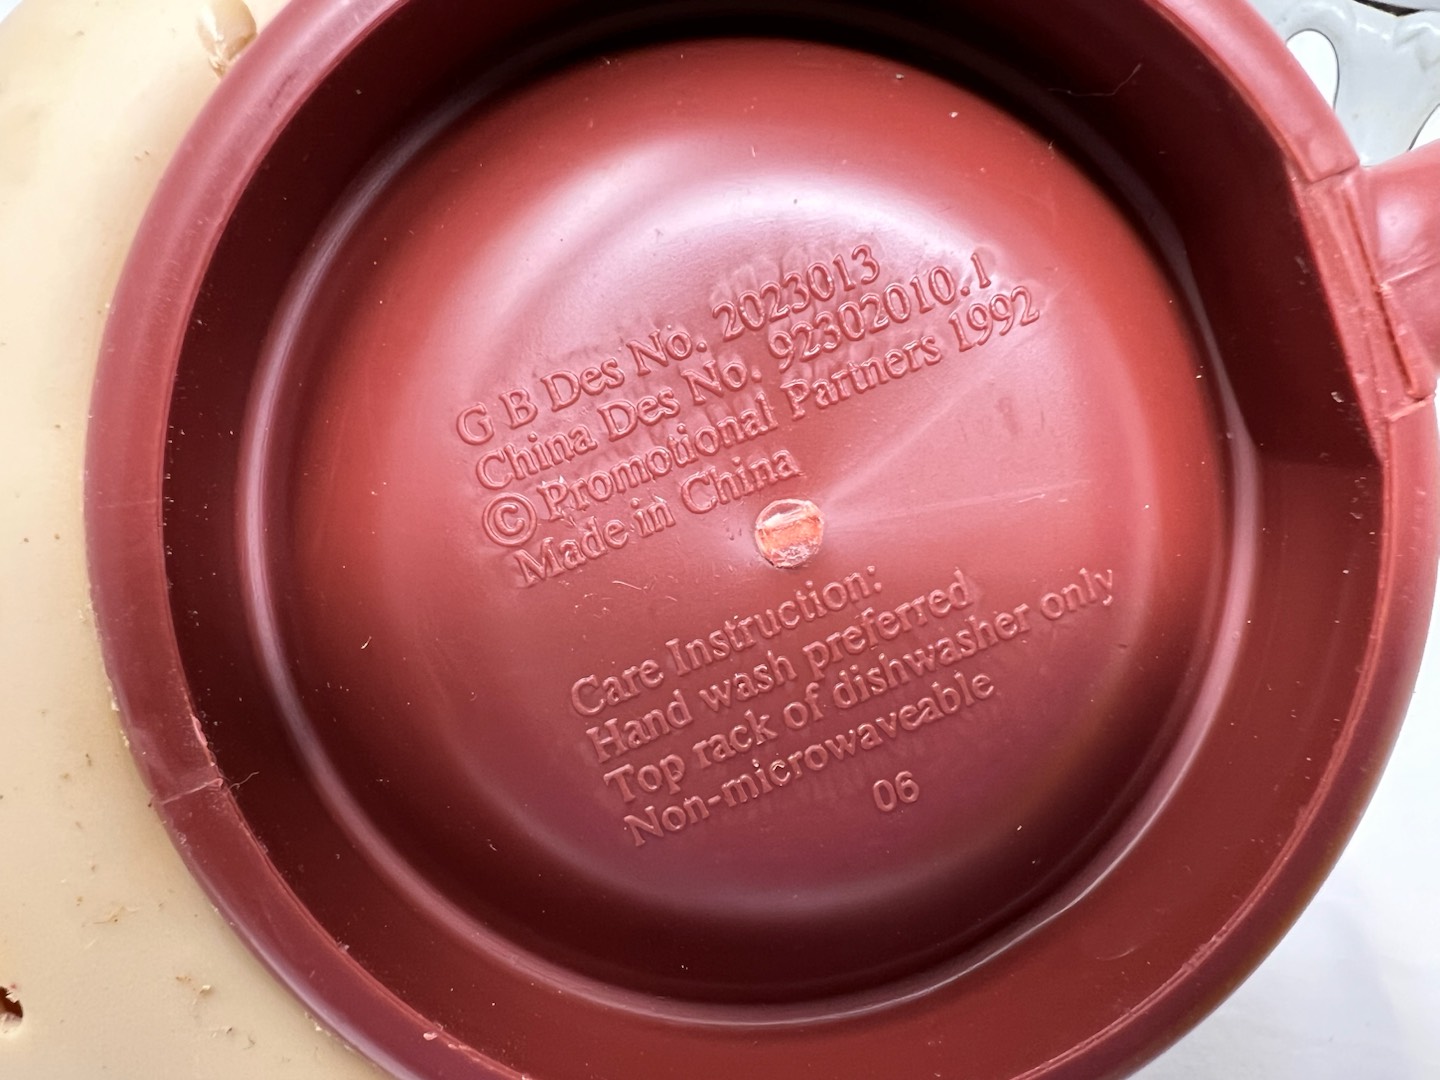 G B Des No. 2023013
China Des No. 92302010.1
© Promotional Partners 1992
Made in China
Care Instruction:
Hand wash preferred
Top rack of dishwasher only
Non-microwaveable
06